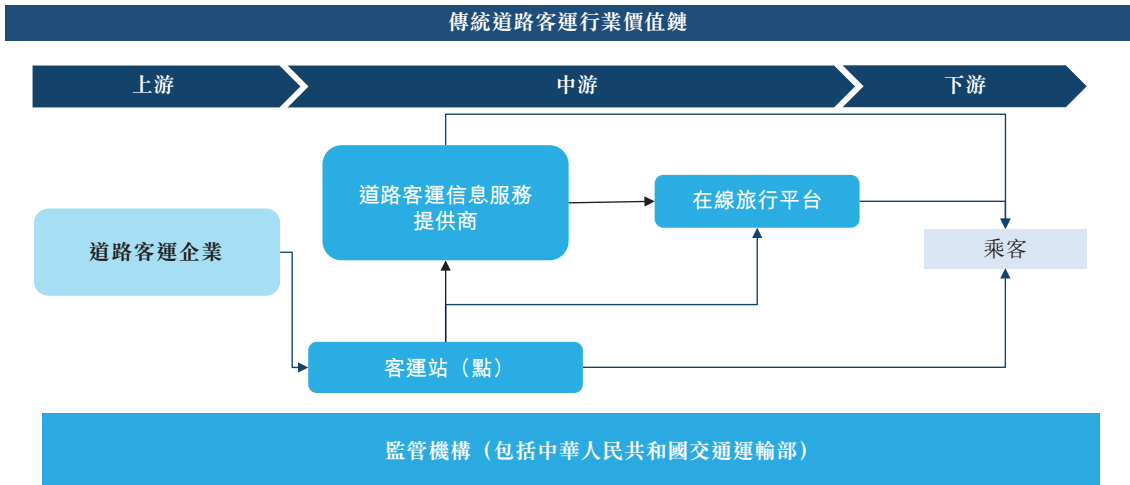 傳統道路客運行業價值鏈
上游
中游
下游
道路客運信息服務
提供商
在線旅行平台
道路客運企業
乘客
客運站（點）
監管機構（包括中華人民共和國交通運輸部）